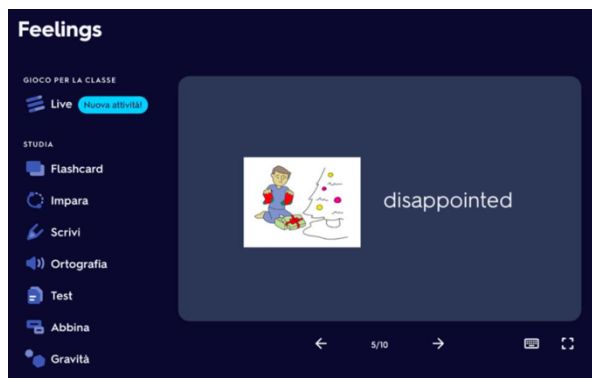 Feelings
GIOCO PER LA CLASSE
Live Nuova attività!
STUDIA
Flashcard
Impara
Scrivi
Ortografia
Test
Abbina
Gravità
disappointed
5/10